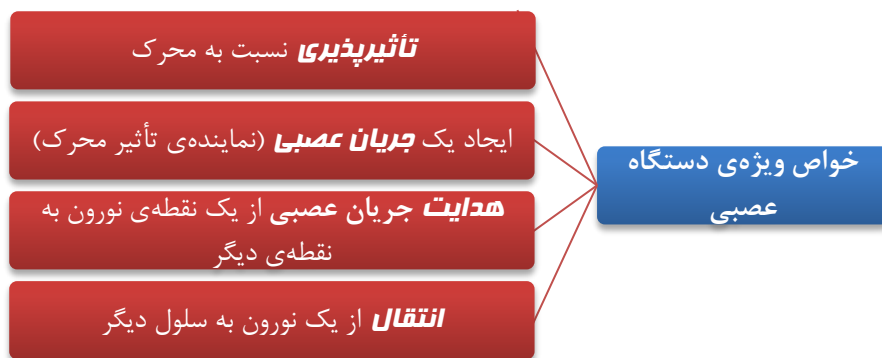 خواص ویژه‌ی دستگاه
عصبی
تأثیرپذیری نسبت به محرک
ایجاد یک جریان عصبی (نماینده‌ی تأثیر محرک)
هدایت جریان عصبی از یک نقطه‌ی نورون به
نقطه‌ی دیگر
انتقال از یک نورون به سلول دیگر